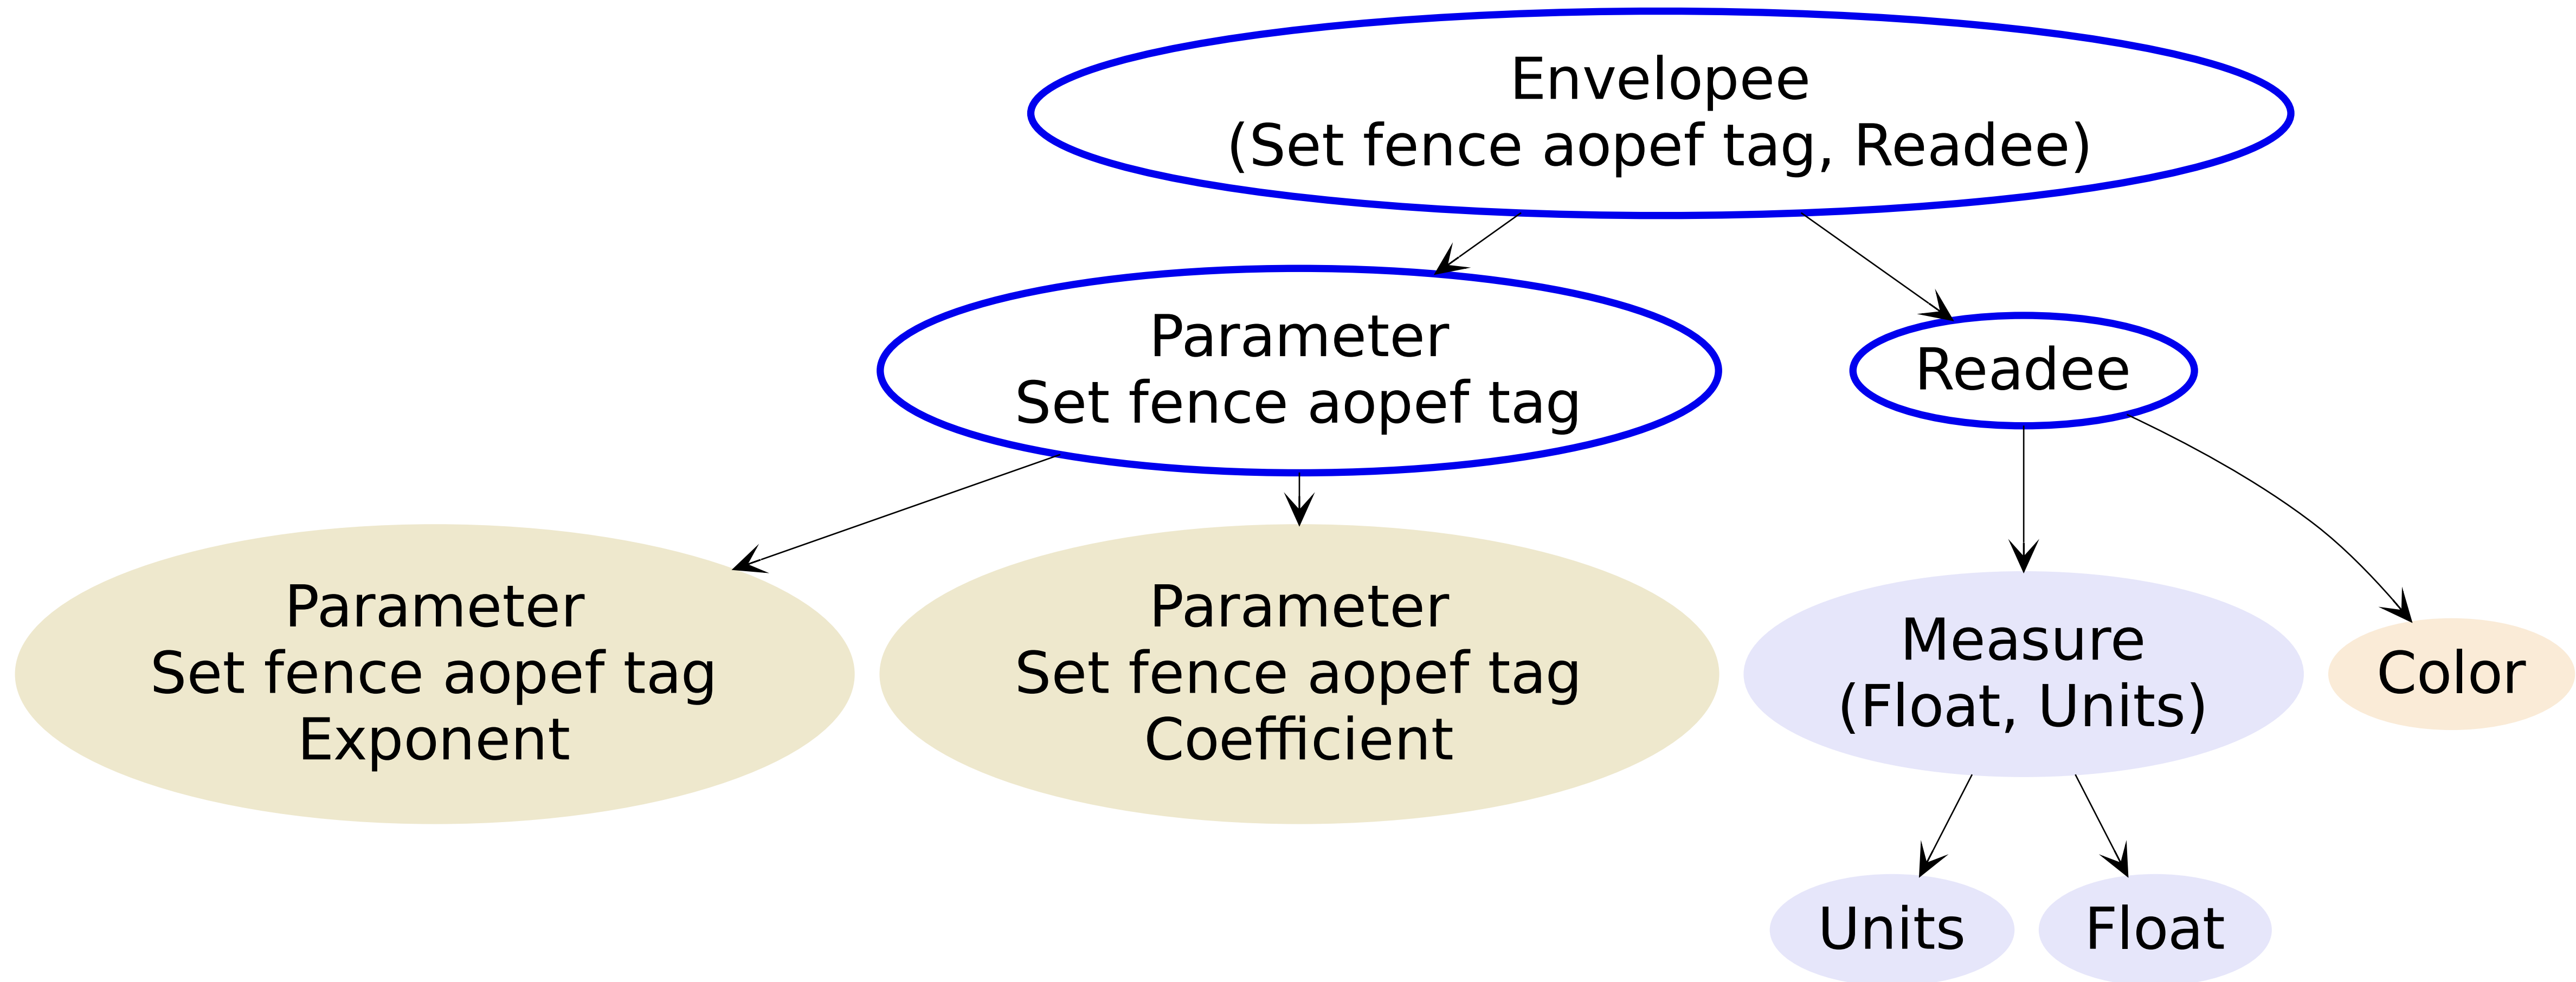 Envelopee
(Set fence aopef tag, Readee)
Parameter
Set fence aopef tag
Readee
Parameter
Set fence aopef tag
Exponent
Parameter
Set fence aopef tag
Coefficient
Measure
(Float, Units)
Color
Units
Float